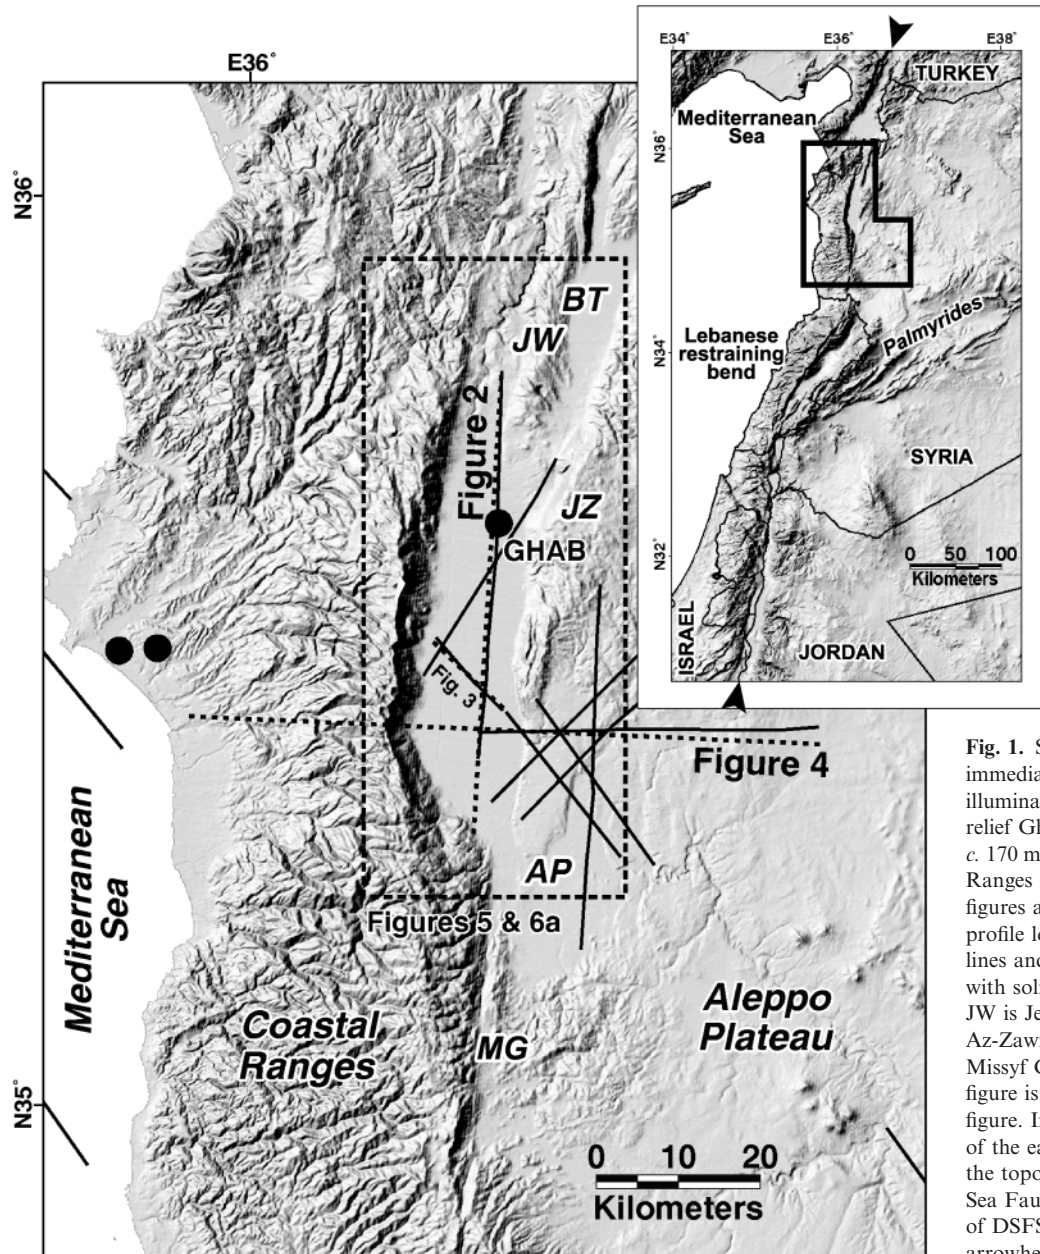 E36°
N36°
N35°
BT
JW
Figure 2
JZ
GHAB
Fig. 3
Figure 4
AP
Figures 5 & 6a
Mediterranean
Sea
Coastal
Ranges
MG
Aleppo
Plateau
0 10 20
Kilometers
E34° E36° E38°
TURKEY
Mediterranean
Sea
N36°
Lebanese
restraining
bend
Palmyrides
N34°
SYRIA
N32°
0 50 100
Kilometers
ISRAEL
JORDAN
Fig. 1. S
immedia
illumina
relief Gh
c. 170 m
Ranges
figures a
profile lo
lines and
with soli
JW is Je
Az-Zawi
Missyf C
figure is
figure. I
of the ea
the topo
Sea Fau
of DSFS
arrowhe